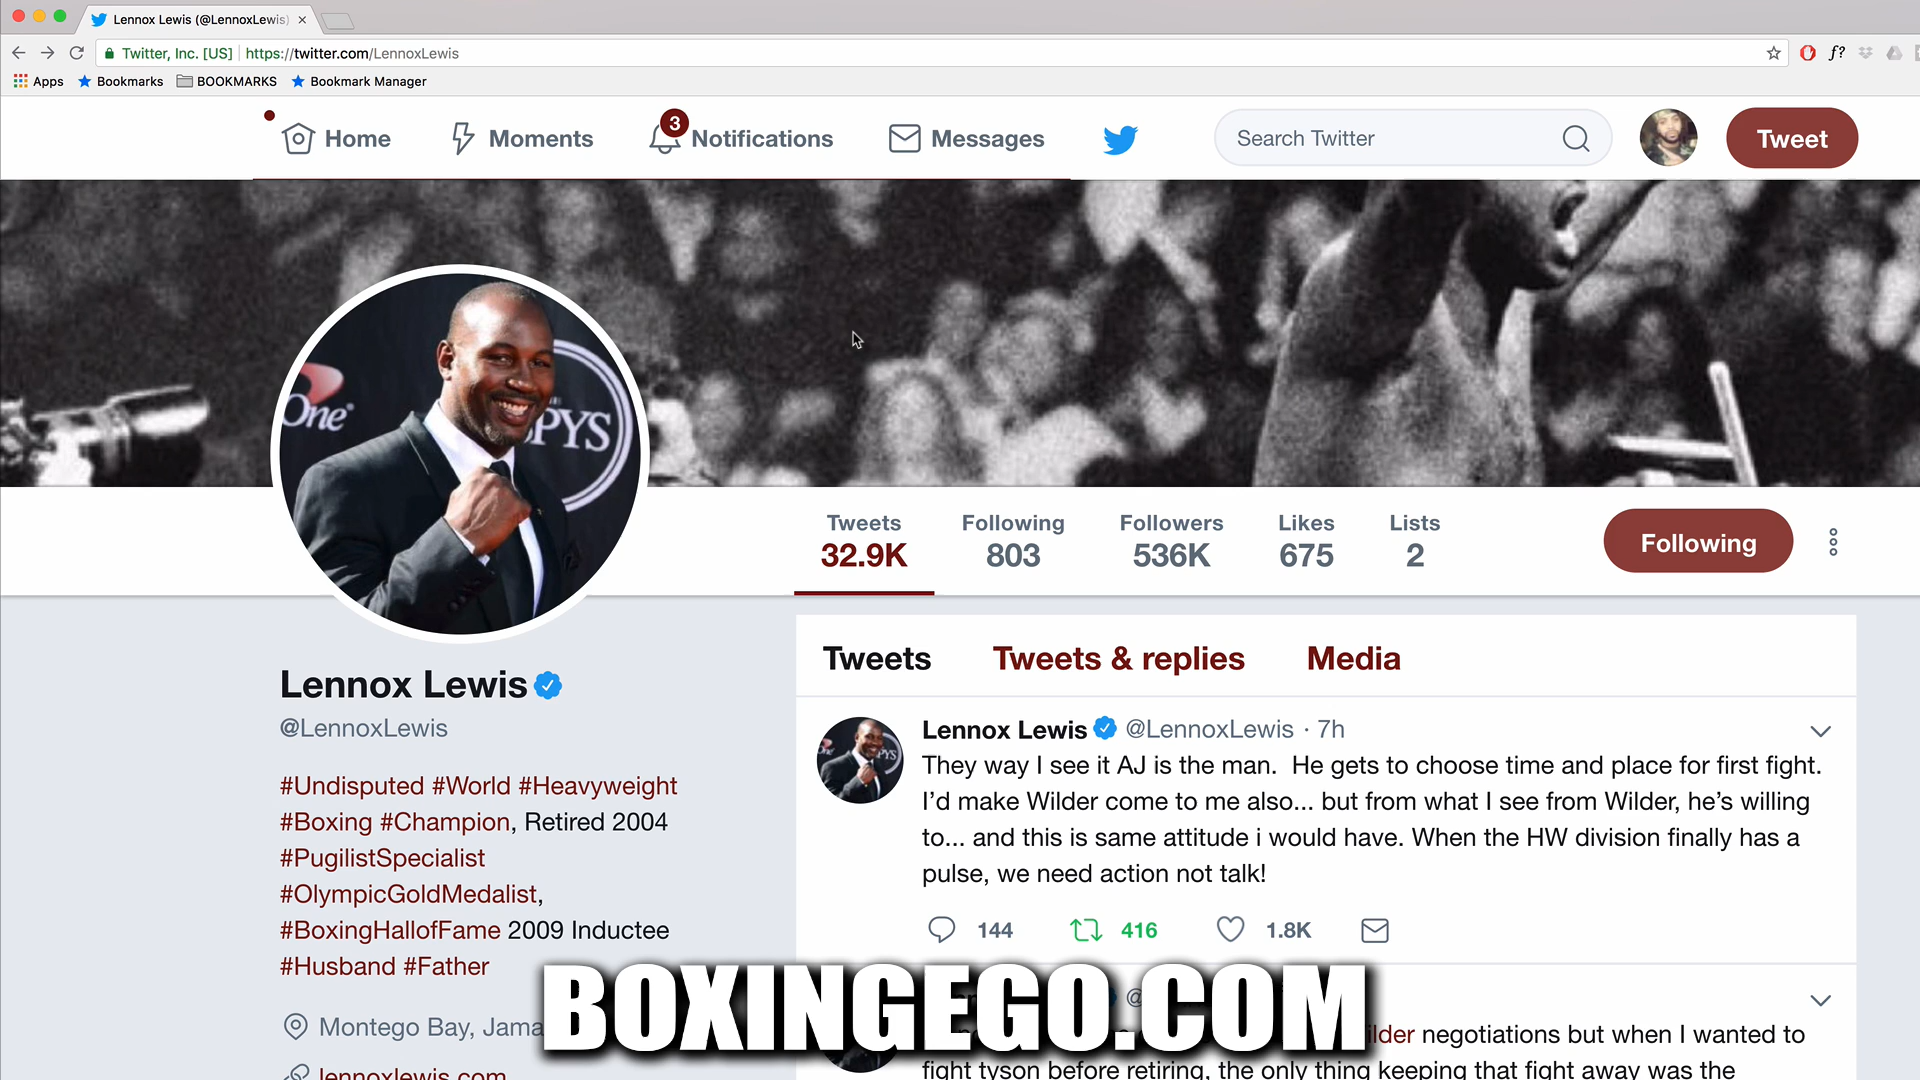 Lennox Lewis (@LennoxLewis)
Twitter, Inc. [US] https://twitter.com/LennoxLewis
Apps Bookmarks BOOKMARKS Bookmark Manager
Home Moments 3 Notifications Messages Search Twitter Tweet
One
PYS
Tweets Following Followers Likes Lists
32.9K 803 536K 675 2
Following
Lennox Lewis
@LennoxLewis
#Undisputed #World #Heavyweight
#Boxing #Champion, Retired 2004
#PugilistSpecialist
#OlympicGoldMedalist,
#BoxingHallofFame 2009 Inductee
#Husband #Father
Montego Bay, Jama
lennoxlewis.com
Tweets Tweets & replies Media
Lennox Lewis @LennoxLewis · 7h
They way I see it AJ is the man. He gets to choose time and place for first fight.
I'd make Wilder come to me also... but from what I see from Wilder, he's willing
to... and this is same attitude i would have. When the HW division finally has a
pulse, we need action not talk!
144 416 1.8K
ilder negotiations but when I wanted to
fight tyson before retiring, the only thing keeping that fight away was the
BOXINGEGO.COM